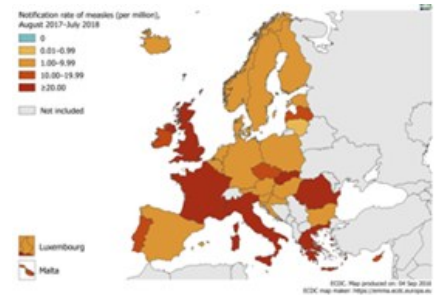 Notification rate of measles (per million),
August 2017–July 2018
0
0.01–0.99
1.00–9.99
10.00–19.99
≥20.00
Not included
Luxembourg
Malta
ECDC. Map produced on: 04 Sep 2018
ECDC map maker: https://emma.ecdc.europa.eu